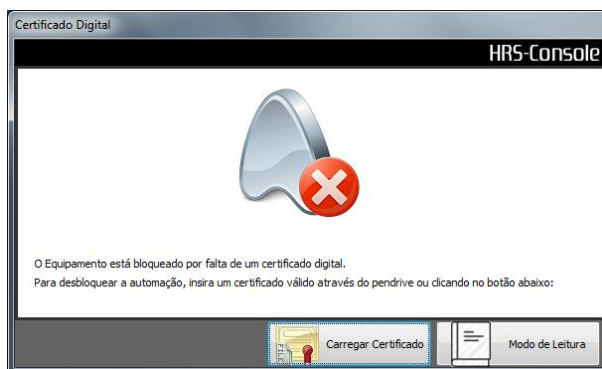 Certificado Digital
HRS-Console
O Equipamento está bloqueado por falta de um certificado digital.
Para desbloquear a automação, insira um certificado válido através do pendrive ou clicando no botão abaixo:
FILE
Carregar Certificado
Modo de Leitura